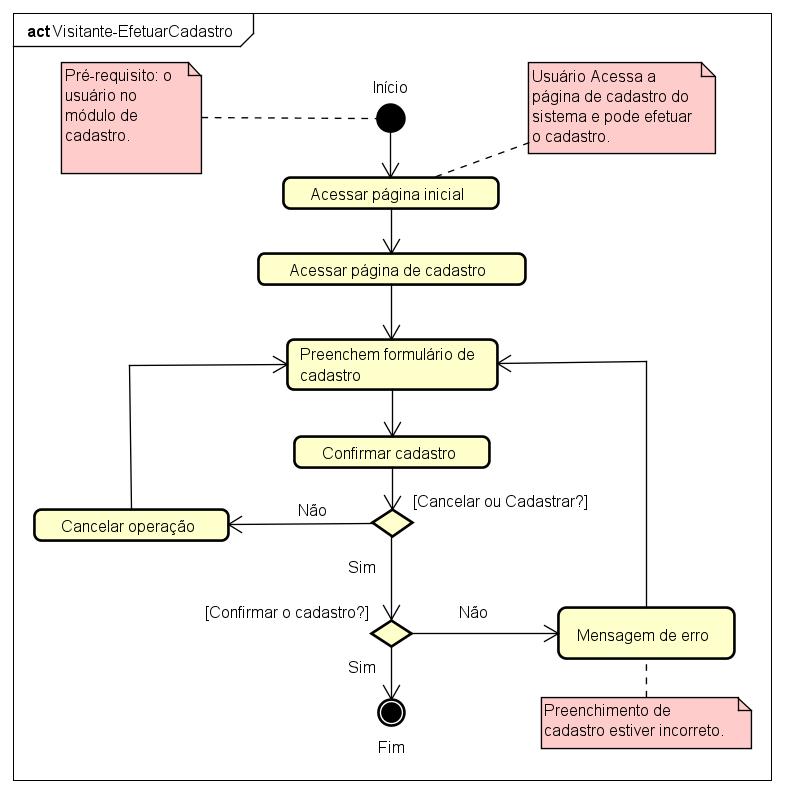 act Visitante-EfetuarCadastro
Pré-requisito: o
usuário no
módulo de
cadastro.
Início
Usuário Acessa a
página de cadastro do
sistema e pode efetuar
o cadastro.
Acessar página inicial
Acessar página de cadastro
Preenchem formulário de
cadastro
Confirmar cadastro
[Cancelar ou Cadastrar?]
Não
Cancelar operação
Sim
[Confirmar o cadastro?]
Não
Mensagem de erro
Sim
Preenchimento de
cadastro estiver incorreto.
Fim